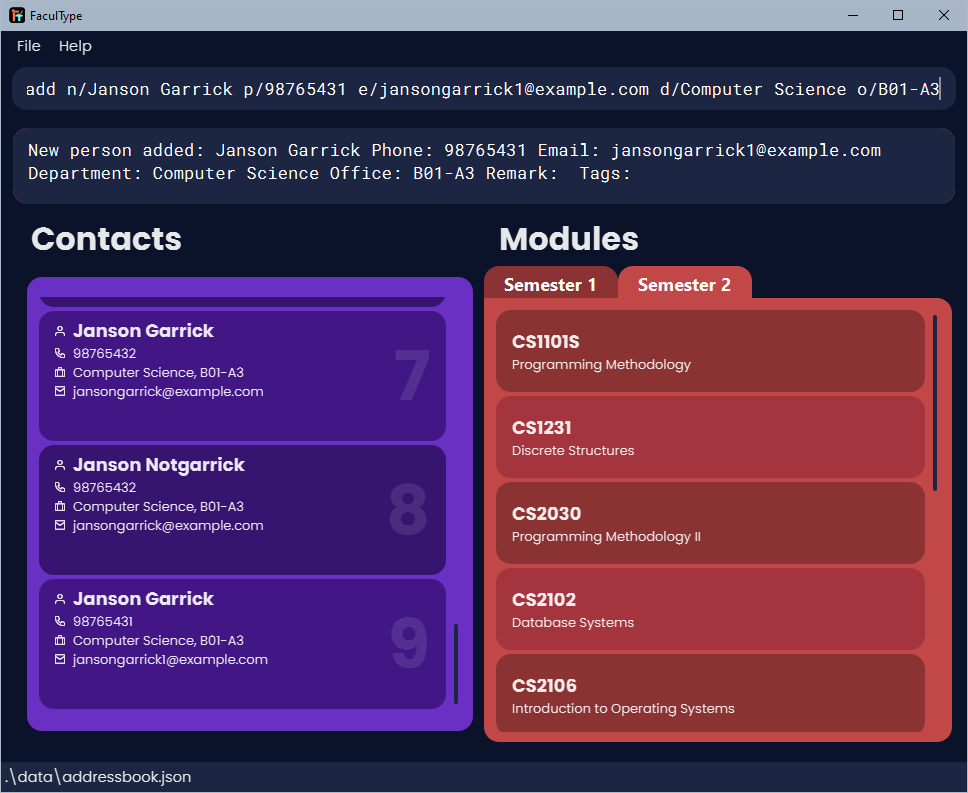 FaculType
File Help
add n/Janson Garrick p/98765431 e/jansongarrick1@example.com d/Computer Science o/B01-A3
New person added: Janson Garrick Phone: 98765431 Email: jansongarrick1@example.com
Department: Computer Science Office: B01-A3 Remark:  Tags:
Contacts
Janson Garrick
98765432
Computer Science, B01-A3
jansongarrick@example.com
7
Janson Notgarrick
98765432
Computer Science, B01-A3
jansongarrick@example.com
8
Janson Garrick
98765431
Computer Science, B01-A3
jansongarrick1@example.com
9
Modules
Semester 1 Semester 2
CS1101S
Programming Methodology
CS1231
Discrete Structures
CS2030
Programming Methodology II
CS2102
Database Systems
CS2106
Introduction to Operating Systems
.\data\addressbook.json